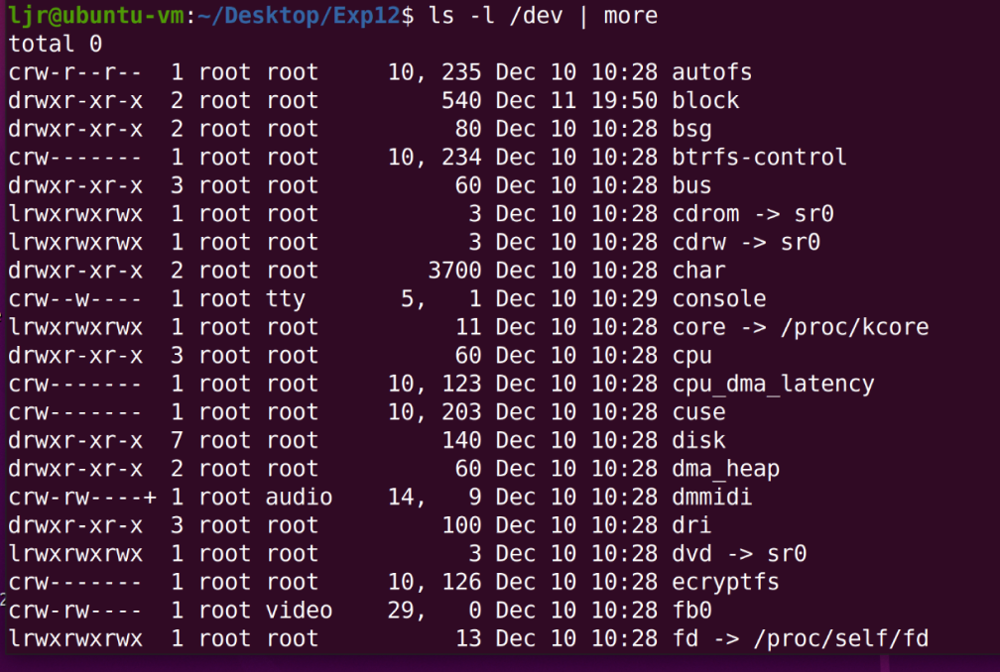 ljr@ubuntu-vm:~/Desktop/Exp12$ ls -l /dev | more
total 0
crw-r--r--  1 root root     10, 235 Dec 10 10:28 autofs
drwxr-xr-x  2 root root         540 Dec 11 19:50 block
drwxr-xr-x  2 root root          80 Dec 10 10:28 bsg
crw-------  1 root root     10, 234 Dec 10 10:28 btrfs-control
drwxr-xr-x  3 root root          60 Dec 10 10:28 bus
lrwxrwxrwx  1 root root           3 Dec 10 10:28 cdrom -> sr0
lrwxrwxrwx  1 root root           3 Dec 10 10:28 cdrw -> sr0
drwxr-xr-x  2 root root        3700 Dec 10 10:28 char
crw--w----  1 root tty      5,   1 Dec 10 10:29 console
lrwxrwxrwx  1 root root          11 Dec 10 10:28 core -> /proc/kcore
drwxr-xr-x  3 root root          60 Dec 10 10:28 cpu
crw-------  1 root root     10, 123 Dec 10 10:28 cpu_dma_latency
crw-------  1 root root     10, 203 Dec 10 10:28 cuse
drwxr-xr-x  7 root root         140 Dec 10 10:28 disk
drwxr-xr-x  2 root root          60 Dec 10 10:28 dma_heap
crw-rw----+ 1 root audio    14,   9 Dec 10 10:28 dmmidi
drwxr-xr-x  3 root root         100 Dec 10 10:28 dri
lrwxrwxrwx  1 root root           3 Dec 10 10:28 dvd -> sr0
crw-------  1 root root     10, 126 Dec 10 10:28 ecryptfs
crw-rw----  1 root video    29,   0 Dec 10 10:28 fb0
lrwxrwxrwx  1 root root          13 Dec 10 10:28 fd -> /proc/self/fd